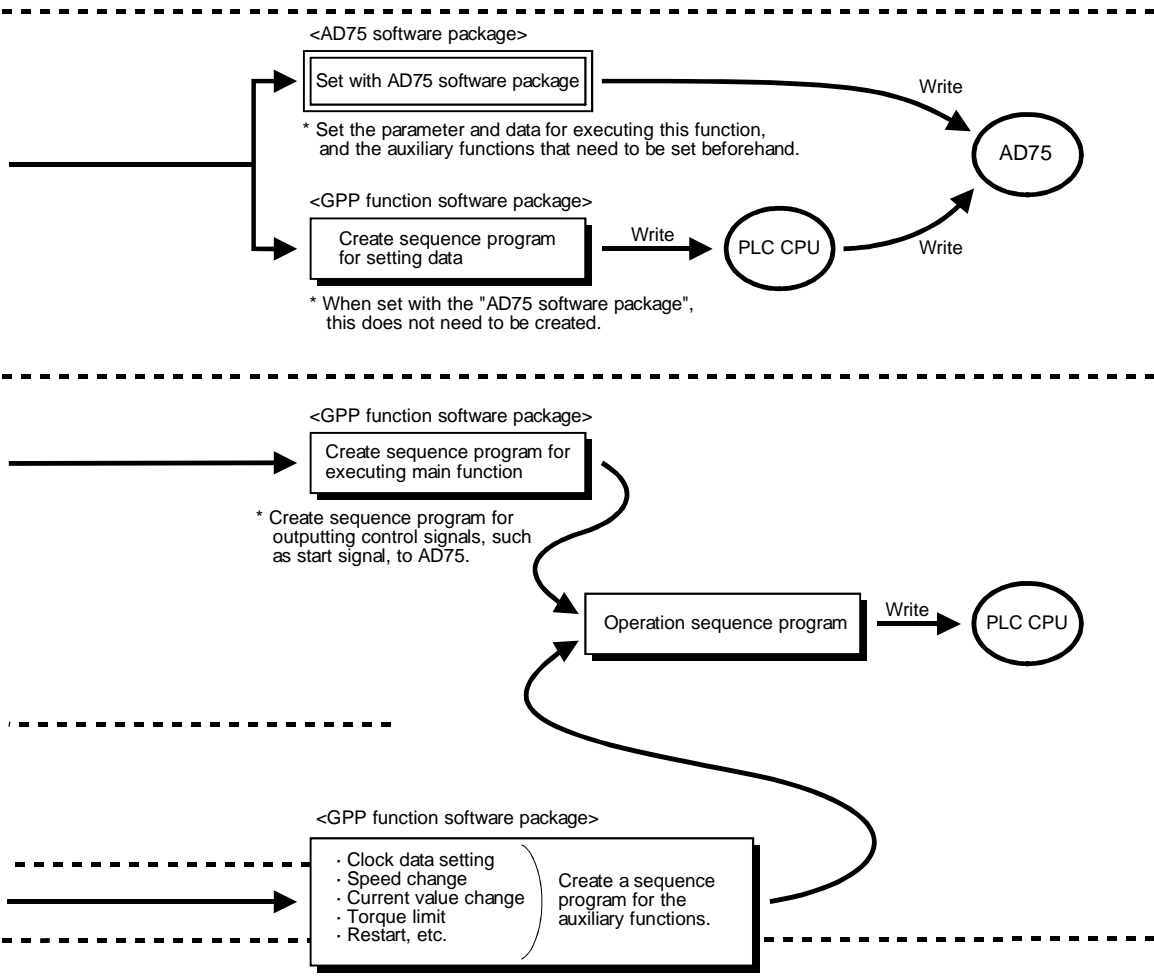 <AD75 software package>
Set with AD75 software package
Write
* Set the parameter and data for executing this function,
and the auxiliary functions that need to be set beforehand.
AD75
<GPP function software package>
Create sequence program
for setting data
Write
PLC CPU
Write
* When set with the "AD75 software package",
this does not need to be created.
<GPP function software package>
Create sequence program for
executing main function
* Create sequence program for
outputting control signals, such
as start signal, to AD75.
Operation sequence program
Write
PLC CPU
<GPP function software package>
· Clock data setting
· Speed change
· Current value change
· Torque limit
· Restart, etc.
Create a sequence
program for the
auxiliary functions.